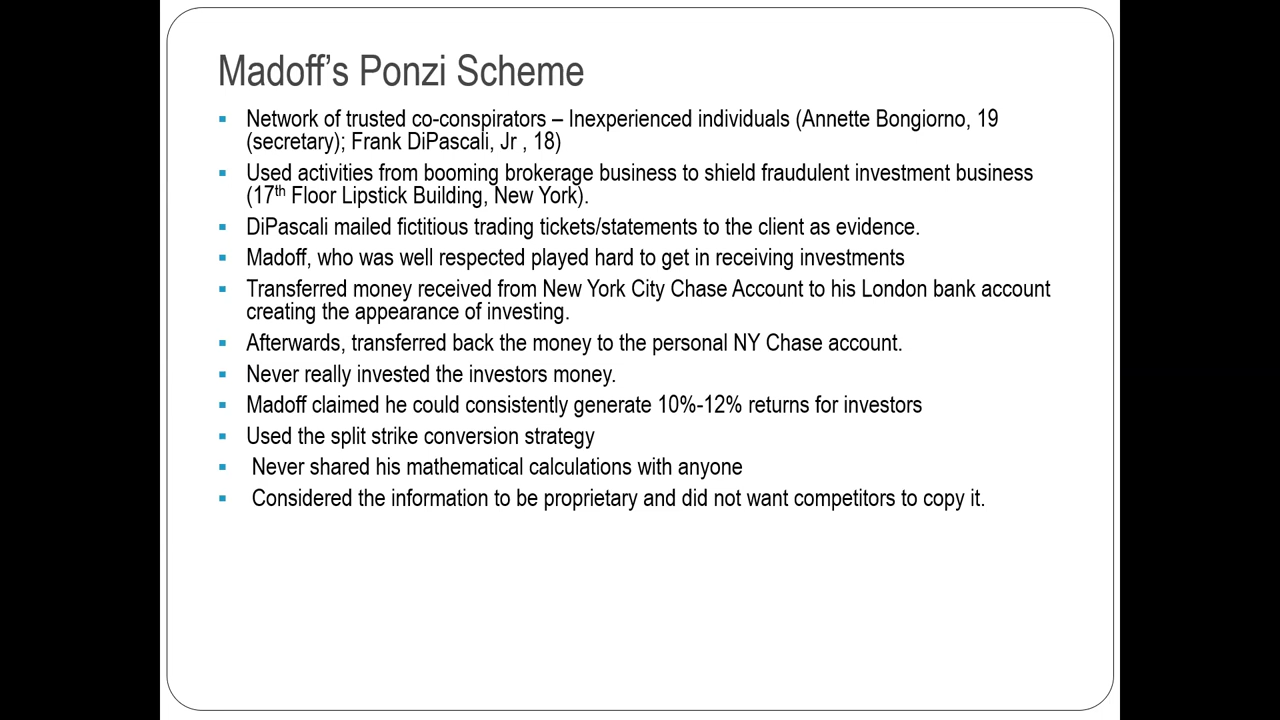 Madoff’s Ponzi Scheme
▪ Network of trusted co-conspirators – Inexperienced individuals (Annette Bongiorno, 19
(secretary); Frank DiPascali, Jr , 18)
▪ Used activities from booming brokerage business to shield fraudulent investment business
(17th Floor Lipstick Building, New York).
▪ DiPascali mailed fictitious trading tickets/statements to the client as evidence.
▪ Madoff, who was well respected played hard to get in receiving investments
▪ Transferred money received from New York City Chase Account to his London bank account
creating the appearance of investing.
▪ Afterwards, transferred back the money to the personal NY Chase account.
▪ Never really invested the investors money.
▪ Madoff claimed he could consistently generate 10%-12% returns for investors
▪ Used the split strike conversion strategy
▪ Never shared his mathematical calculations with anyone
▪ Considered the information to be proprietary and did not want competitors to copy it.